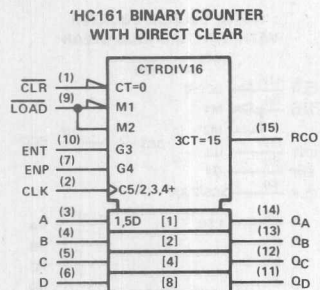 'HC161 BINARY COUNTER
WITH DIRECT CLEAR
CTRDIV16
CLR (1) CT=0
LOAD (9) M1
M2
3CT=15 (15) RCO
ENT (10) G3
ENP (7) G4
CLK (2) C5/2,3,4+
A (3) 1,5D [1] (14) QA
B (4) [2] (13) QB
C (5) [4] (12) QC
D (6) [8] (11) QD